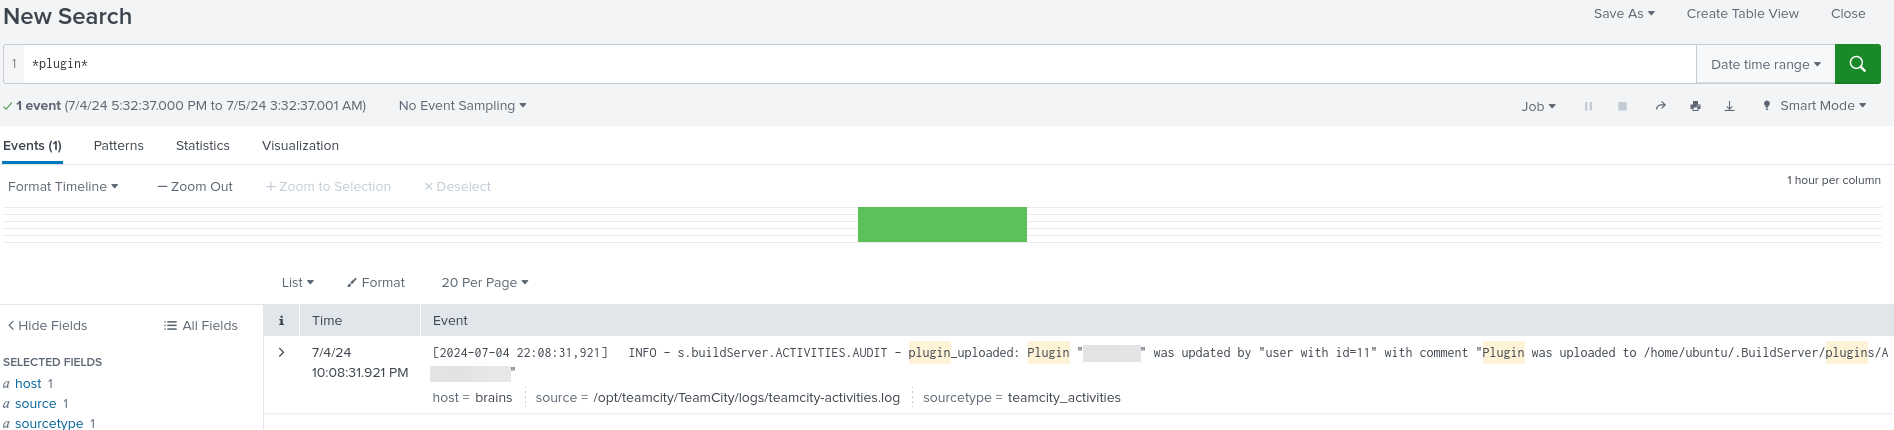 New Search
Save As Create Table View Close
1 *plugin* Date time range
1 event (7/4/24 5:32:37.000 PM to 7/5/24 3:32:37.001 AM) No Event Sampling Job Smart Mode
Events (1) Patterns Statistics Visualization
Format Timeline — Zoom Out + Zoom to Selection × Deselect 1 hour per column
List Format 20 Per Page
< Hide Fields All Fields i Time Event
SELECTED FIELDS
a host 1
a source 1
a sourcetype 1
7/4/24
10:08:31.921 PM
[2024-07-04 22:08:31,921] INFO - s.buildServer.ACTIVITIES.AUDIT - plugin_uploaded: Plugin "" was updated by "user with id=11" with comment "Plugin was uploaded to /home/ubuntu/.BuildServer/plugins/A
"
host = brains source = /opt/teamcity/TeamCity/logs/teamcity-activities.log sourcetype = teamcity_activities